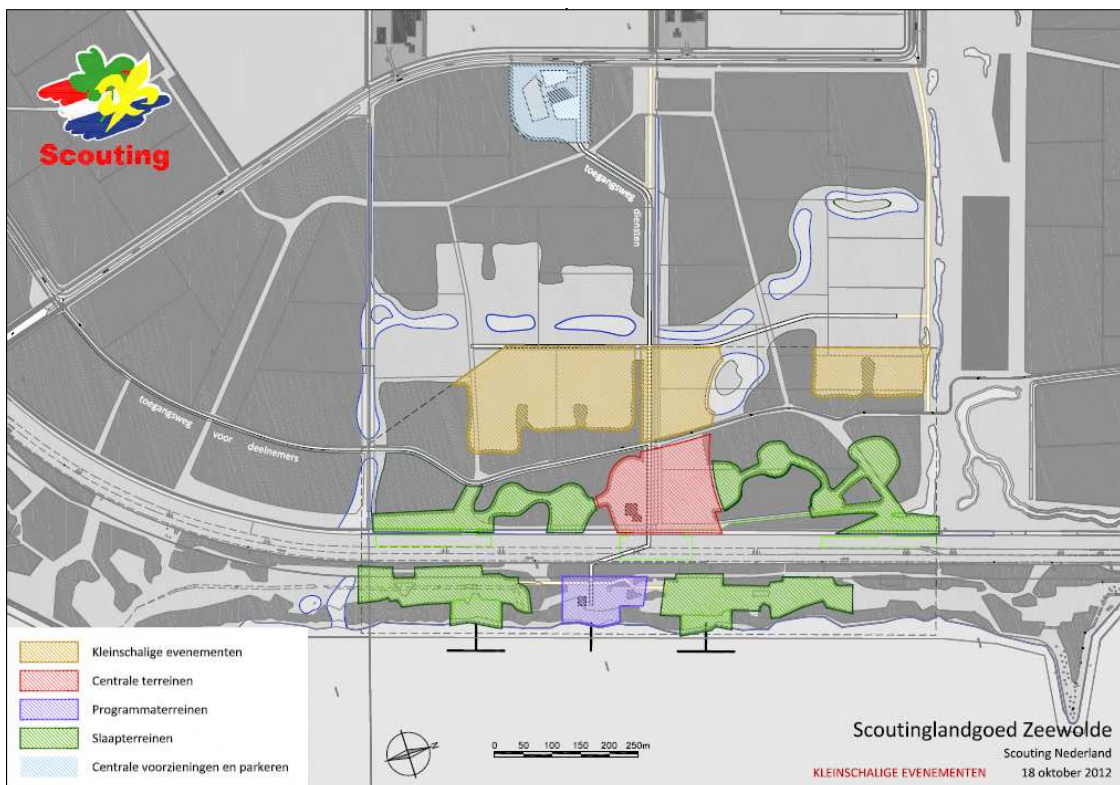 Scouting
toegangsweg
diensten
toegangsweg voor deelnemers
Kleinschalige evenementen
Centrale terreinen
Programmaterreinen
Slaapterreinen
Centrale voorzieningen en parkeren
N
0 50 100 150 200 250m
Scoutinglandgoed Zeewolde
Scouting Nederland
KLEINSCHALIGE EVENEMENTEN 18 oktober 2012